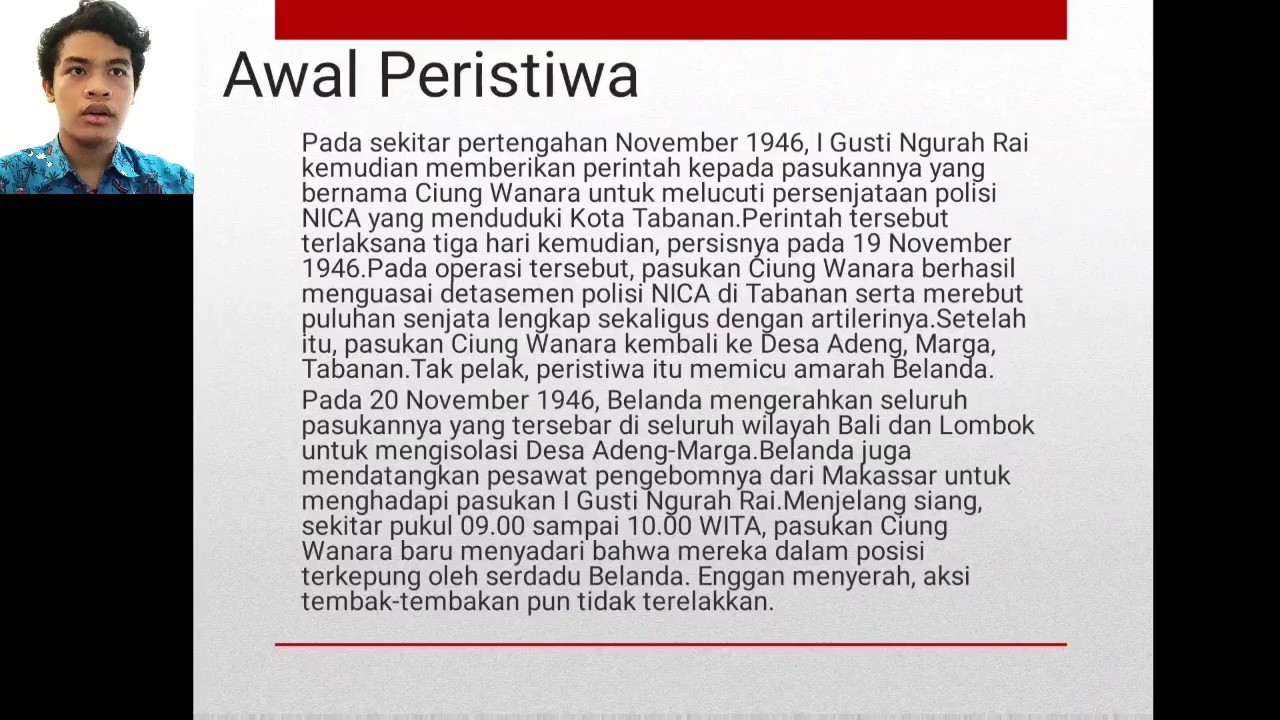 Awal Peristiwa
Pada sekitar pertengahan November 1946, I Gusti Ngurah Rai
kemudian memberikan perintah kepada pasukannya yang
bernama Ciung Wanara untuk melucuti persenjataan polisi
NICA yang menduduki Kota Tabanan.Perintah tersebut
terlaksana tiga hari kemudian, persisnya pada 19 November
1946.Pada operasi tersebut, pasukan Ciung Wanara berhasil
menguasai detasemen polisi NICA di Tabanan serta merebut
puluhan senjata lengkap sekaligus dengan artilerinya.Setelah
itu, pasukan Ciung Wanara kembali ke Desa Adeng, Marga,
Tabanan.Tak pelak, peristiwa itu memicu amarah Belanda.
Pada 20 November 1946, Belanda mengerahkan seluruh
pasukannya yang tersebar di seluruh wilayah Bali dan Lombok
untuk mengisolasi Desa Adeng-Marga.Belanda juga
mendatangkan pesawat pengebomnya dari Makassar untuk
menghadapi pasukan I Gusti Ngurah Rai.Menjelang siang,
sekitar pukul 09.00 sampai 10.00 WITA, pasukan Ciung
Wanara baru menyadari bahwa mereka dalam posisi
terkepung oleh serdadu Belanda. Enggan menyerah, aksi
tembak-tembakan pun tidak terelakkan.